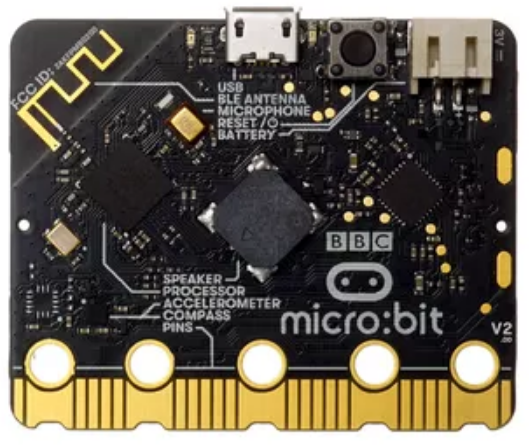 FCC ID:
3V
USB
BLE ANTENNA
MICROPHONE
RESET /
BATTERY
BBC
SPEAKER
PROCESSOR
ACCELEROMETER
COMPASS
PINS
micro:bit
V2